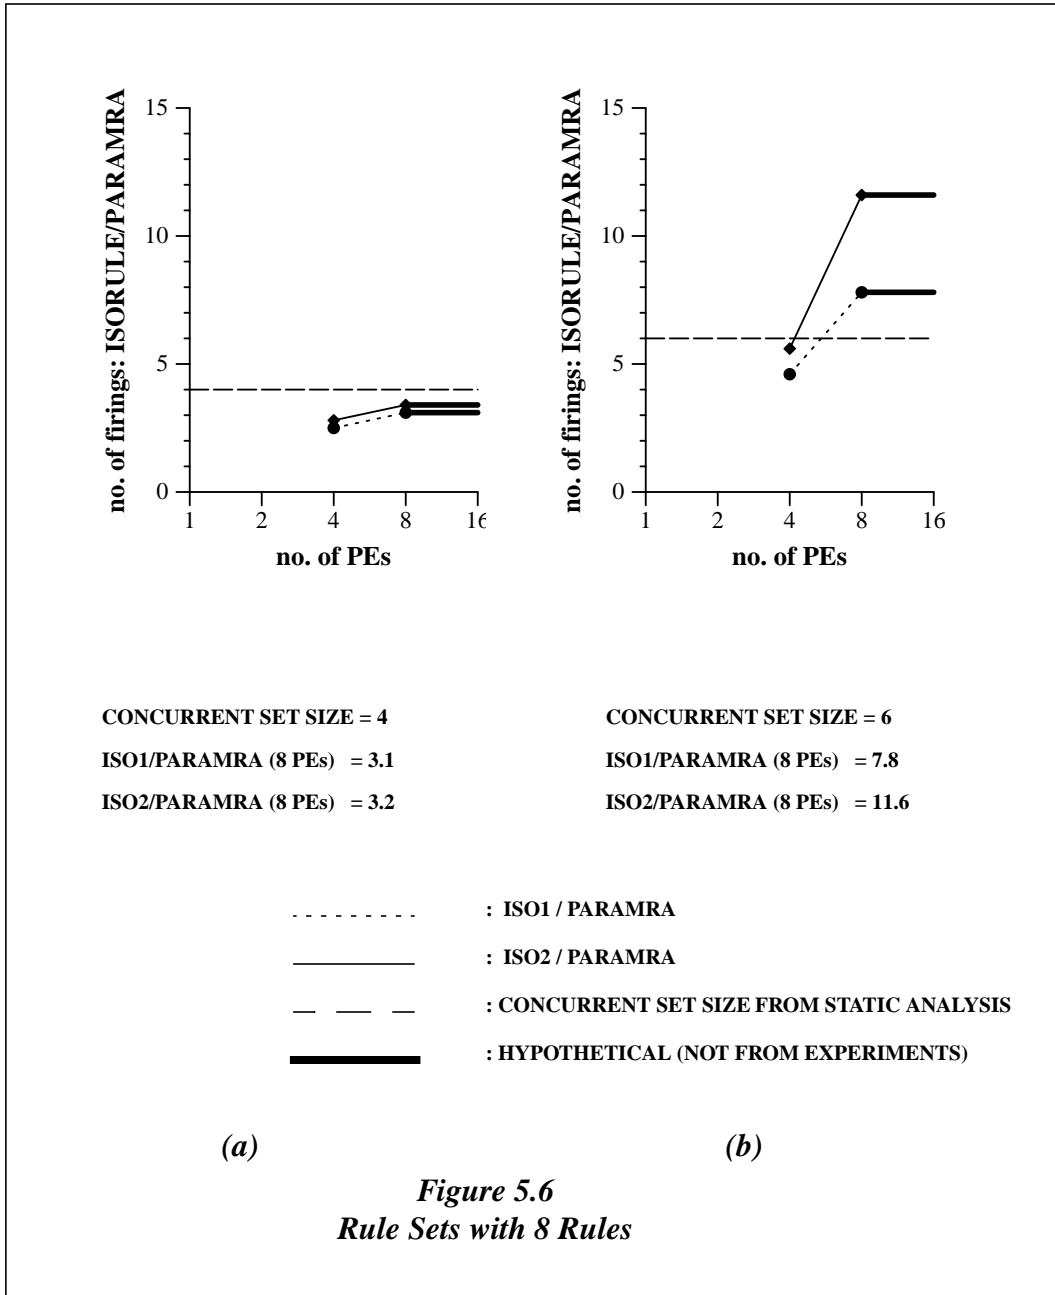 no. of firings: ISORULE/PARAMRA
15
10
5
0
1 2 4 8 16
no. of PEs
no. of firings: ISORULE/PARAMRA
15
10
5
0
1 2 4 8 16
no. of PEs
CONCURRENT SET SIZE = 4
ISO1/PARAMRA (8 PEs) = 3.1
ISO2/PARAMRA (8 PEs) = 3.2
CONCURRENT SET SIZE = 6
ISO1/PARAMRA (8 PEs) = 7.8
ISO2/PARAMRA (8 PEs) = 11.6
: ISO1 / PARAMRA
: ISO2 / PARAMRA
: CONCURRENT SET SIZE FROM STATIC ANALYSIS
: HYPOTHETICAL (NOT FROM EXPERIMENTS)
(a)
(b)
Figure 5.6
Rule Sets with 8 Rules